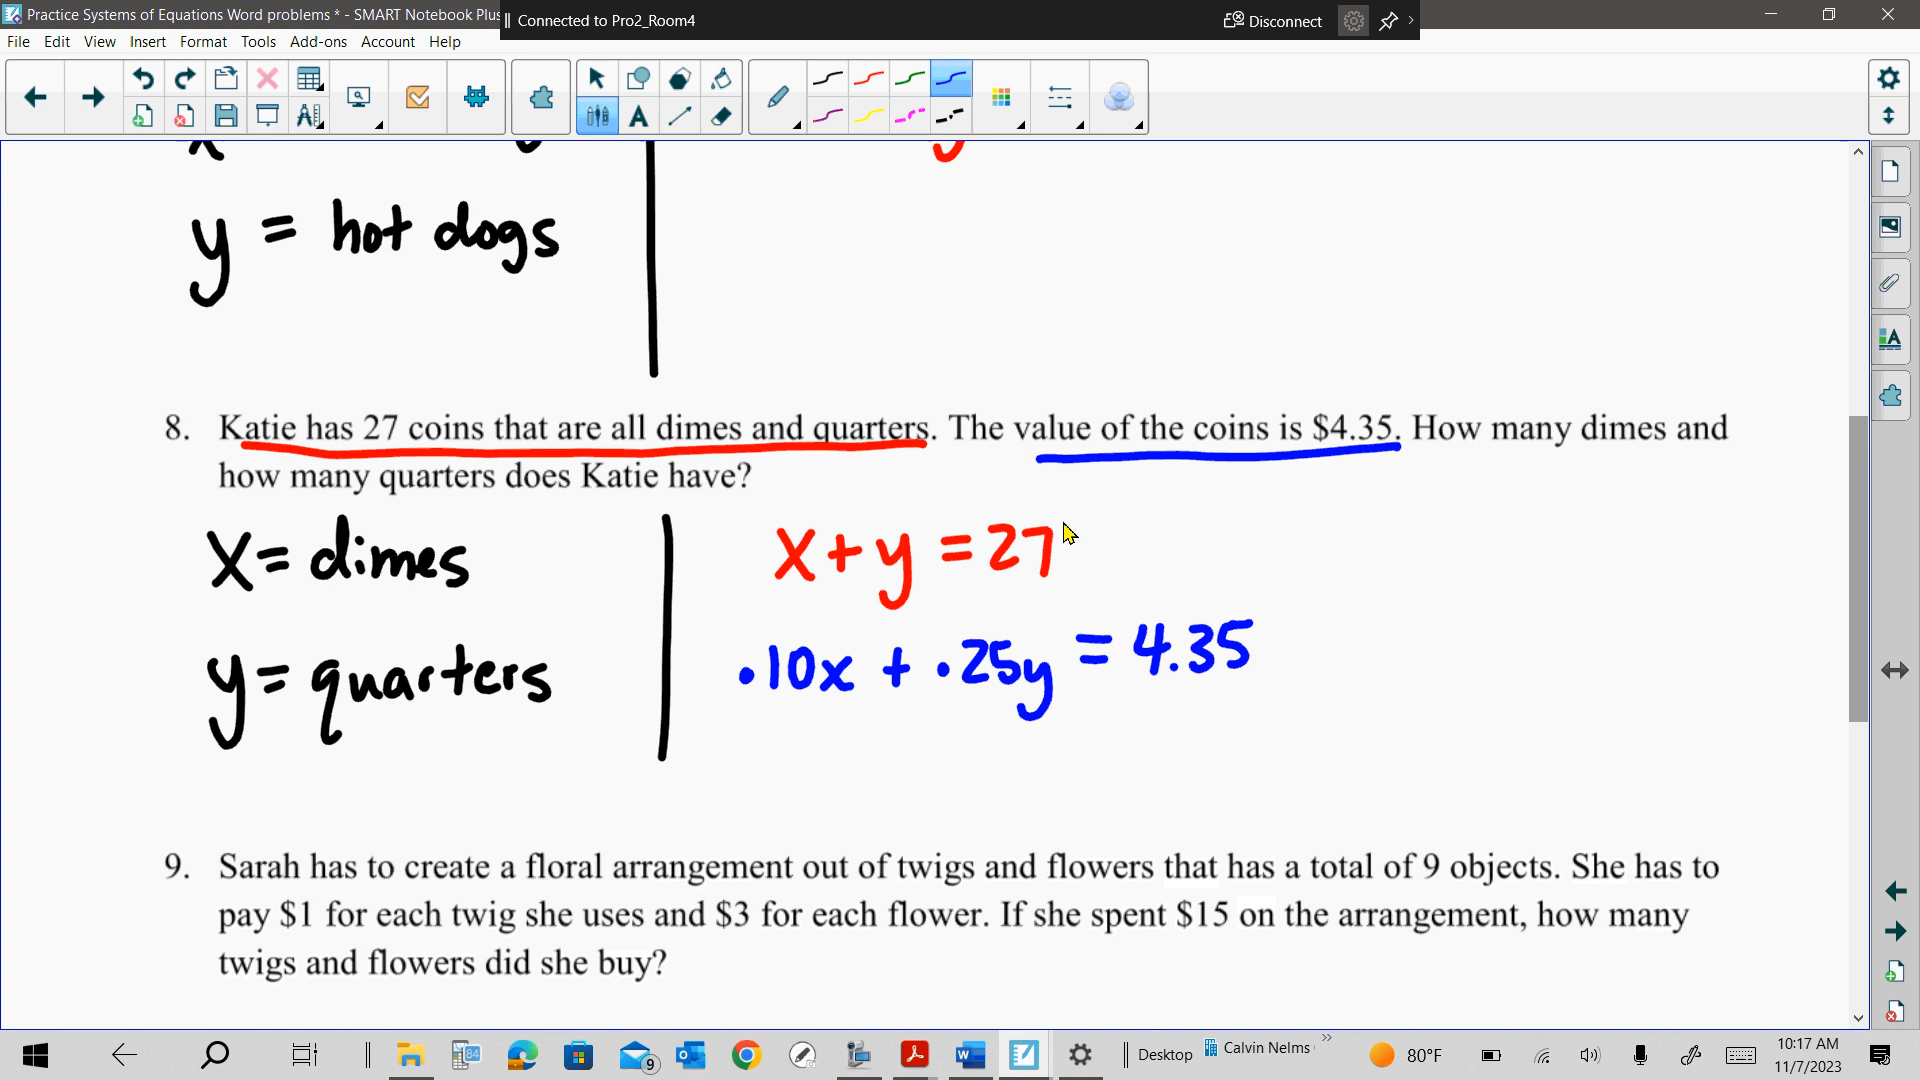 Practice Systems of Equations Word problems * - SMART Notebook Plus
Connected to Pro2_Room4
Disconnect
File Edit View Insert Format Tools Add-ons Account Help
y = hot dogs
8. Katie has 27 coins that are all dimes and quarters. The value of the coins is $4.35. How many dimes and
how many quarters does Katie have?
x = dimes
x + y = 27
y = quarters
.10x + .25y = 4.35
9. Sarah has to create a floral arrangement out of twigs and flowers that has a total of 9 objects. She has to
pay $1 for each twig she uses and $3 for each flower. If she spent $15 on the arrangement, how many
twigs and flowers did she buy?
84
9
Desktop
Calvin Nelms
80°F
10:17 AM
11/7/2023